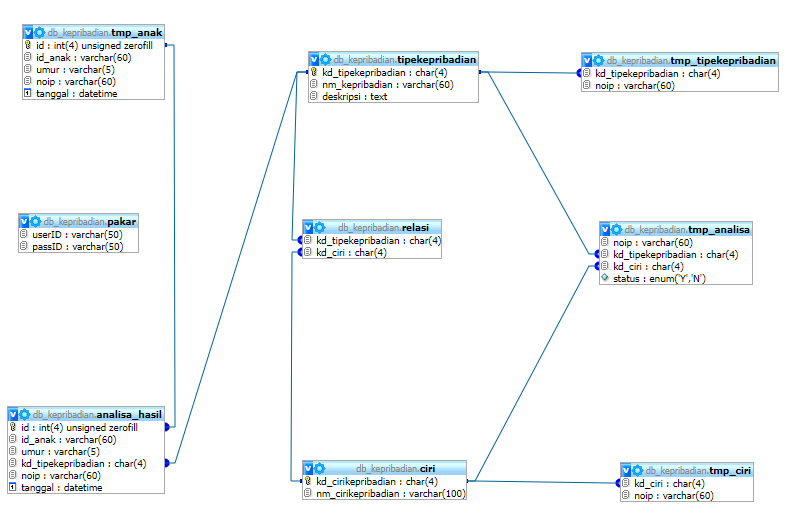 db_kepribadian.tmp_anak
id : int(4) unsigned zerofill
id_anak : varchar(60)
umur : varchar(5)
noip : varchar(60)
tanggal : datetime
db_kepribadian.tipekepribadian
kd_tipekepribadian : char(4)
nm_kepribadian : varchar(60)
deskripsi : text
db_kepribadian.tmp_tipekepribadian
kd_tipekepribadian : char(4)
noip : varchar(60)
db_kepribadian.pakar
userID : varchar(50)
passID : varchar(50)
db_kepribadian.relasi
kd_tipekepribadian : char(4)
kd_ciri : char(4)
db_kepribadian.tmp_analisa
noip : varchar(60)
kd_tipekepribadian : char(4)
kd_ciri : char(4)
status : enum('Y','N')
db_kepribadian.analisa_hasil
id : int(4) unsigned zerofill
id_anak : varchar(60)
umur : varchar(5)
kd_tipekepribadian : char(4)
noip : varchar(60)
tanggal : datetime
db_kepribadian.ciri
kd_cirikepribadian : char(4)
nm_cirikepribadian : varchar(100)
db_kepribadian.tmp_ciri
kd_ciri : char(4)
noip : varchar(60)